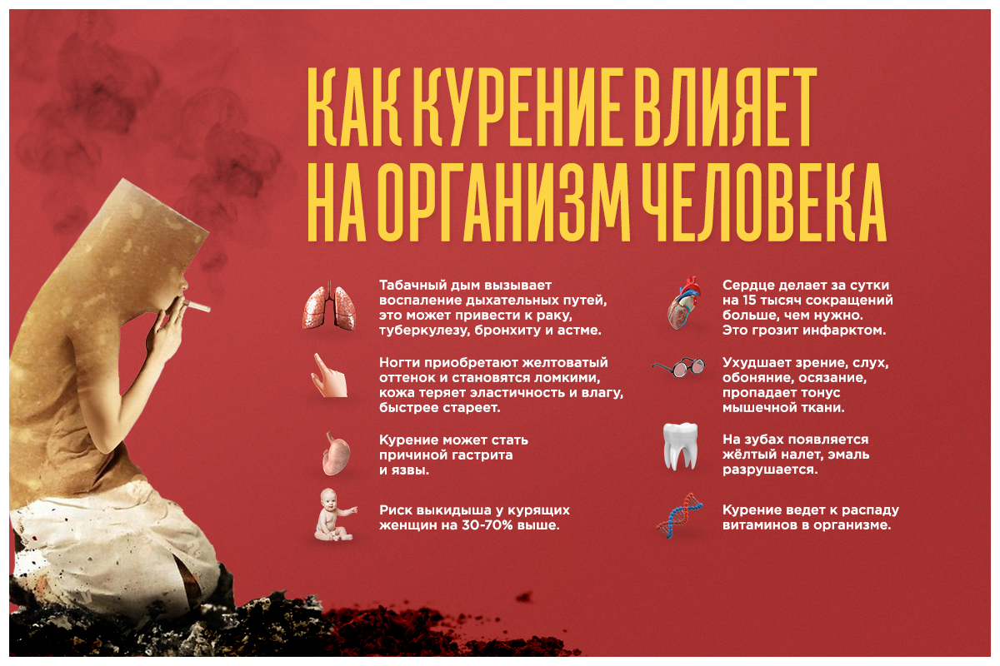 КАК КУРЕНИЕ ВЛИЯЕТ
НА ОРГАНИЗМ ЧЕЛОВЕКА
Табачный дым вызывает
воспаление дыхательных путей,
это может привести к раку,
туберкулезу, бронхиту и астме.
Ногти приобретают желтоватый
оттенок и становятся ломкими,
кожа теряет эластичность и влагу,
быстрее стареет.
Курение может стать
причиной гастрита
и язвы.
Риск выкидыша у курящих
женщин на 30-70% выше.
Сердце делает за сутки
на 15 тысяч сокращений
больше, чем нужно.
Это грозит инфарктом.
Ухудшает зрение, слух,
обоняние, осязание,
пропадает тонус
мышечной ткани.
На зубах появляется
жёлтый налет, эмаль
разрушается.
Курение ведет к распаду
витаминов в организме.